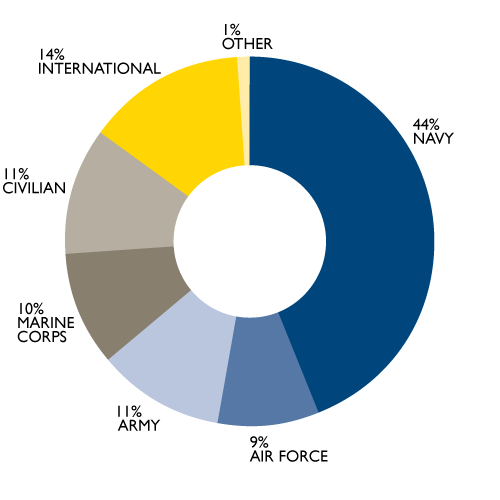 1%
OTHER
14%
INTERNATIONAL
44%
NAVY
11%
CIVILIAN
10%
MARINE
CORPS
11%
ARMY
9%
AIR FORCE